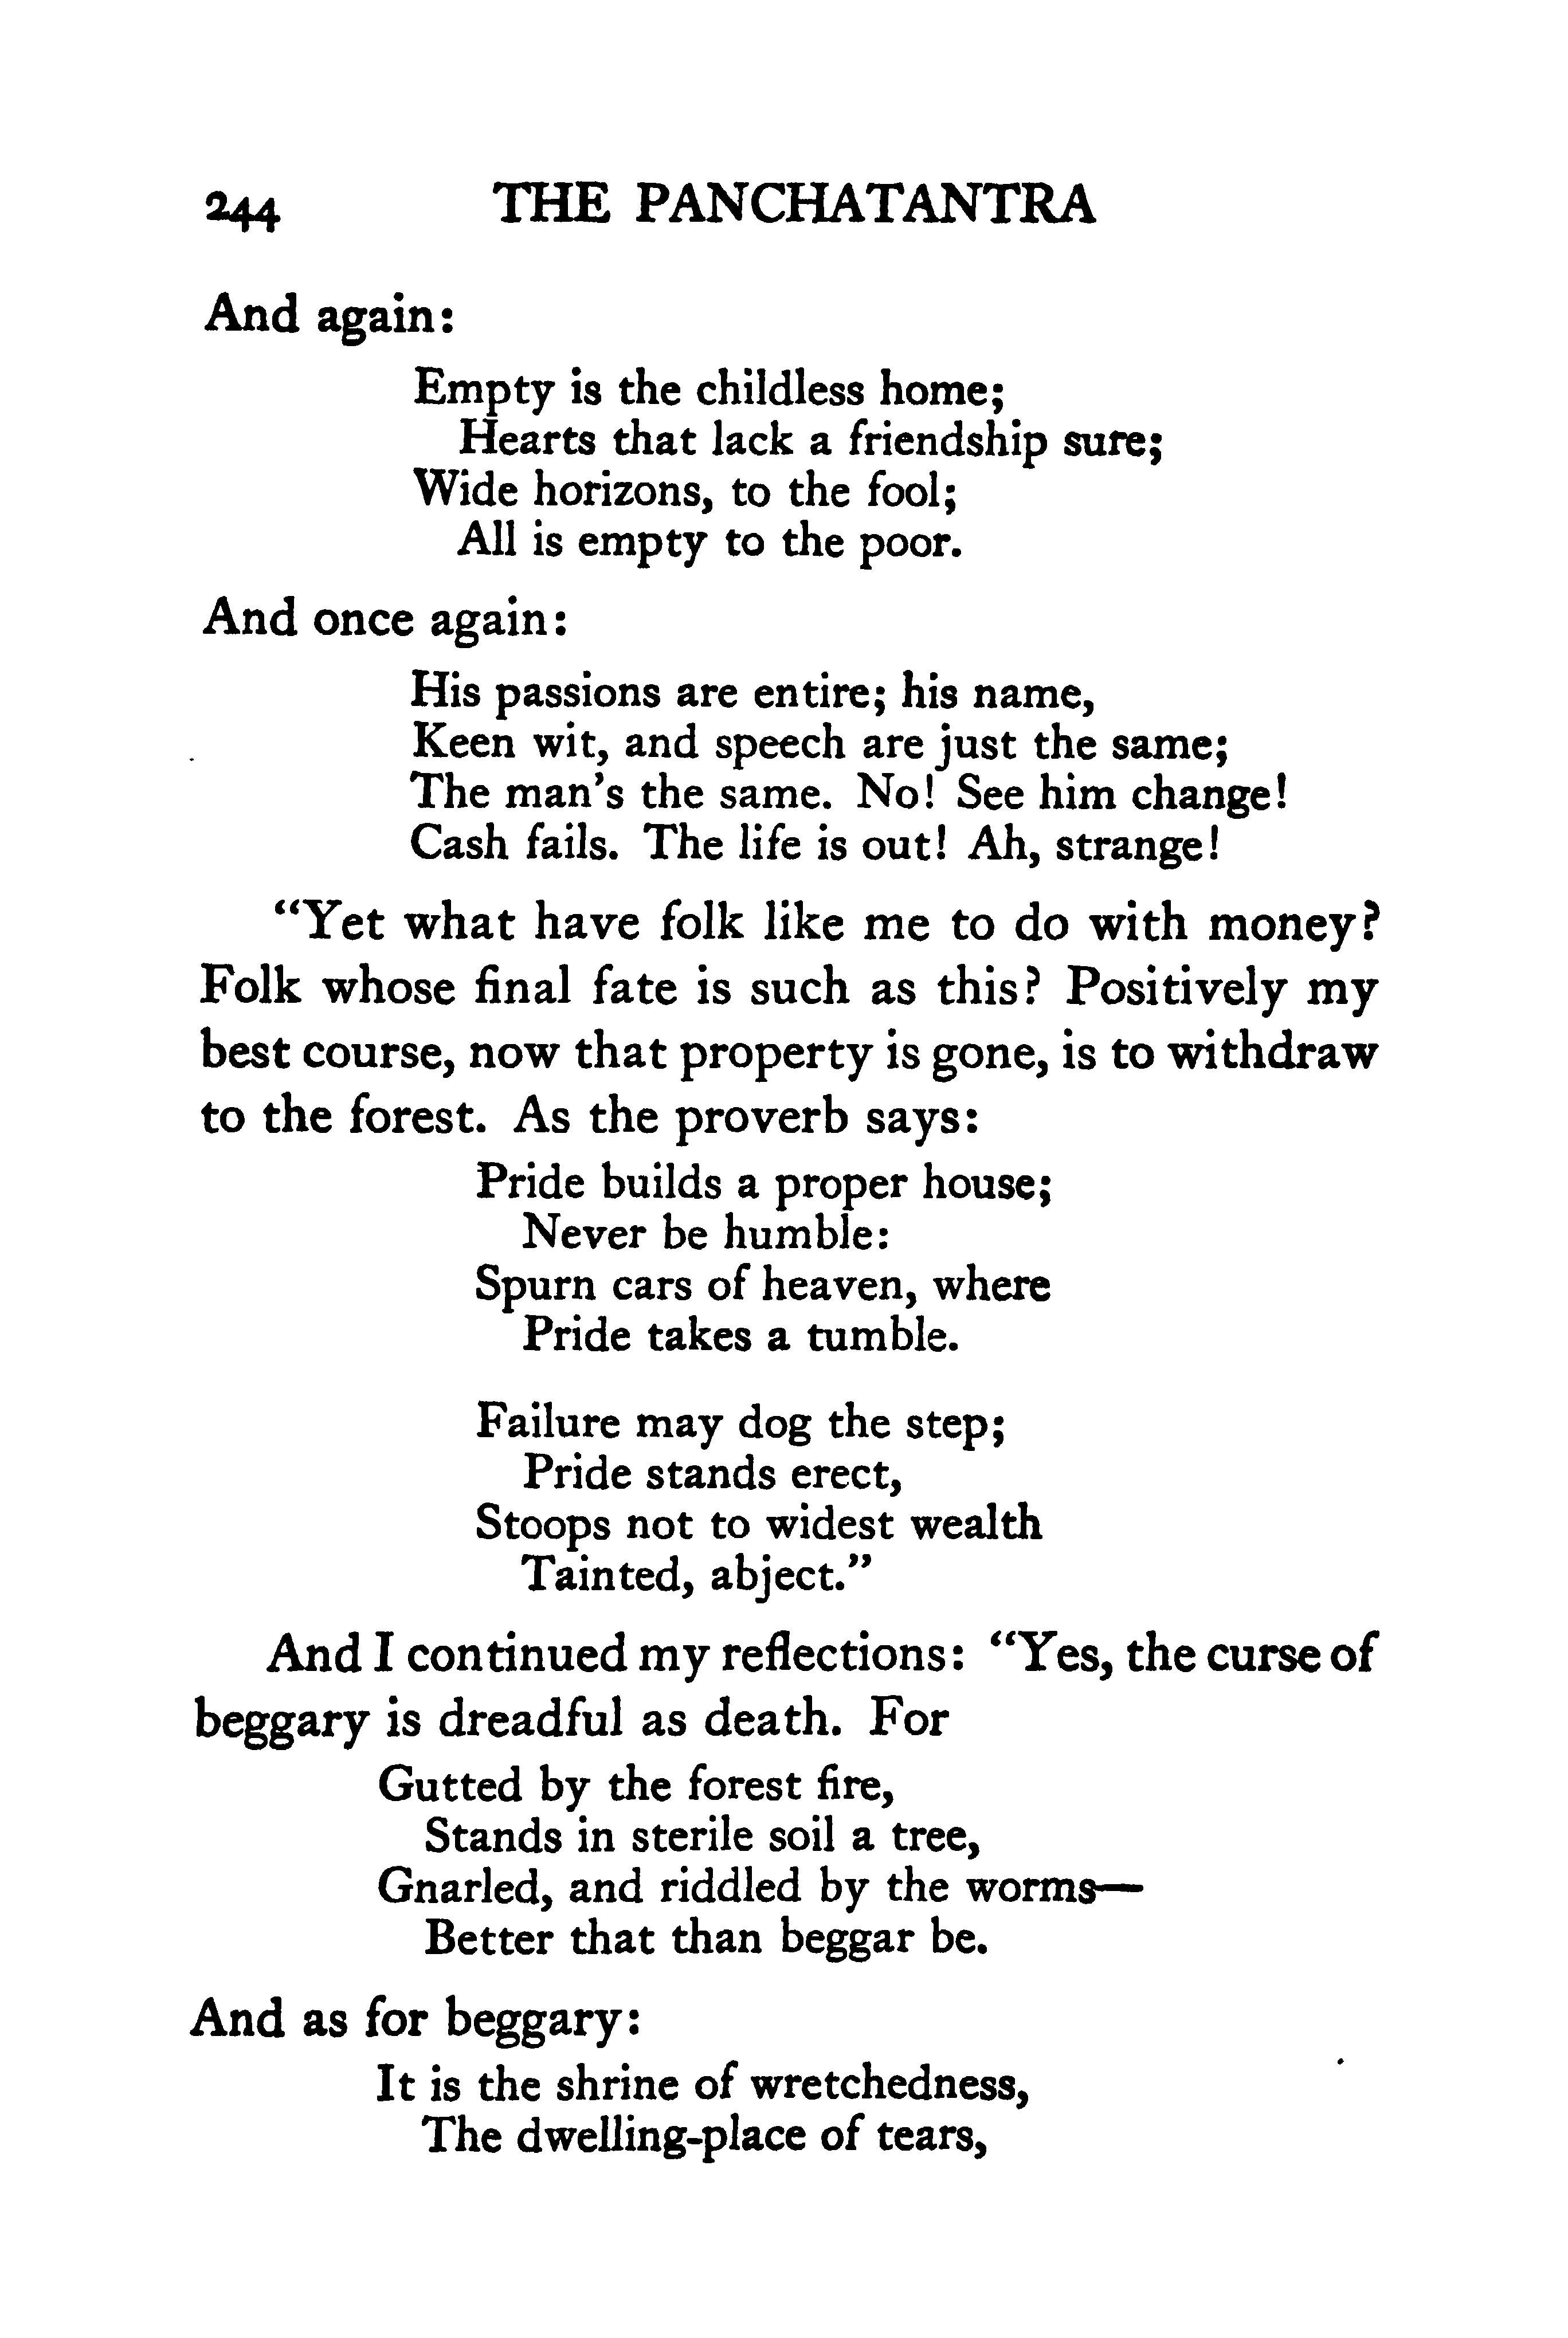 244 THE PANCHATANTRA
And again:
Empty is the childless home;
Hearts that lack a friendship sure;
Wide horizons, to the fool;
All is empty to the poor.
And once again:
His passions are entire; his name,
Keen wit, and speech are just the same;
The man's the same. No! See him change!
Cash fails. The life is out! Ah, strange!
“Yet what have folk like me to do with money?
Folk whose final fate is such as this? Positively my
best course, now that property is gone, is to withdraw
to the forest. As the proverb says:
Pride builds a proper house;
Never be humble:
Spurn cars of heaven, where
Pride takes a tumble.
Failure may dog the step;
Pride stands erect,
Stoops not to widest wealth
Tainted, abject.”
And I continued my reflections: “Yes, the curse of
beggary is dreadful as death. For
Gutted by the forest fire,
Stands in sterile soil a tree,
Gnarled, and riddled by the worms—
Better that than beggar be.
And as for beggary:
It is the shrine of wretchedness,
The dwelling-place of tears,